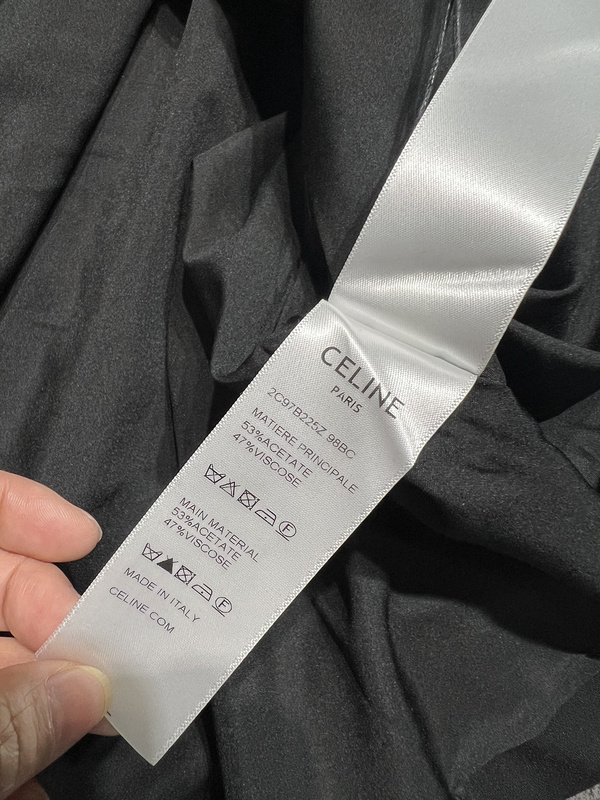 CELINE
PARIS
2C97B225Z 98BC
MATIERE PRINCIPALE
53%ACETATE
47%VISCOSE
MAIN MATERIAL
53%ACETATE
47%VISCOSE
MADE IN ITALY
CELINE COM